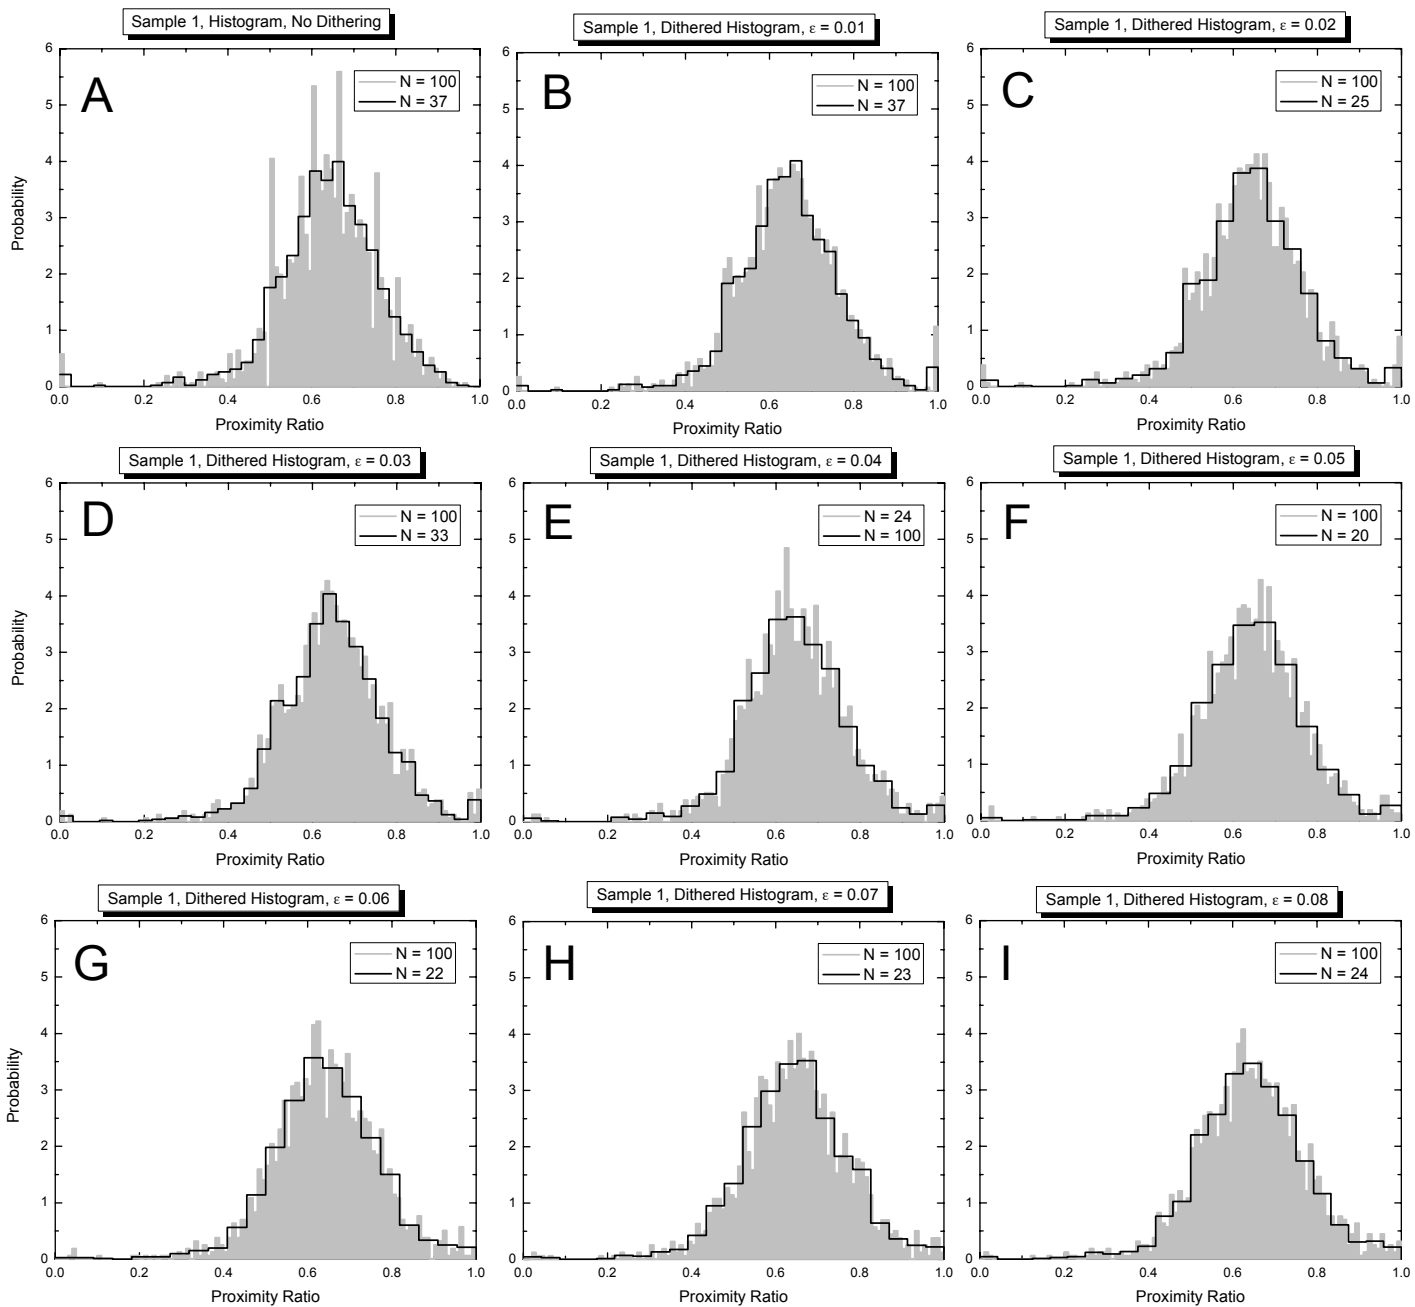 Sample 1, Histogram, No Dithering
A
N = 100
N = 37
Probability
6
5
4
3
2
1
0
0.0 0.2 0.4 0.6 0.8 1.0
Proximity Ratio
Sample 1, Dithered Histogram, ε = 0.01
B
N = 100
N = 37
6
5
4
3
2
1
0
0.0 0.2 0.4 0.6 0.8 1.0
Proximity Ratio
Sample 1, Dithered Histogram, ε = 0.02
C
N = 100
N = 25
6
5
4
3
2
1
0
0.0 0.2 0.4 0.6 0.8 1.0
Proximity Ratio
Sample 1, Dithered Histogram, ε = 0.03
D
N = 100
N = 33
Probability
6
5
4
3
2
1
0
0.0 0.2 0.4 0.6 0.8 1.0
Proximity Ratio
Sample 1, Dithered Histogram, ε = 0.04
E
N = 24
N = 100
6
5
4
3
2
1
0
0.0 0.2 0.4 0.6 0.8 1.0
Proximity Ratio
Sample 1, Dithered Histogram, ε = 0.05
F
N = 100
N = 20
6
5
4
3
2
1
0
0.0 0.2 0.4 0.6 0.8 1.0
Proximity Ratio
Sample 1, Dithered Histogram, ε = 0.06
G
N = 100
N = 22
Probability
6
5
4
3
2
1
0
0.0 0.2 0.4 0.6 0.8 1.0
Proximity Ratio
Sample 1, Dithered Histogram, ε = 0.07
H
N = 100
N = 23
6
5
4
3
2
1
0
0.0 0.2 0.4 0.6 0.8 1.0
Proximity Ratio
Sample 1, Dithered Histogram, ε = 0.08
I
N = 100
N = 24
6
5
4
3
2
1
0
0.0 0.2 0.4 0.6 0.8 1.0
Proximity Ratio